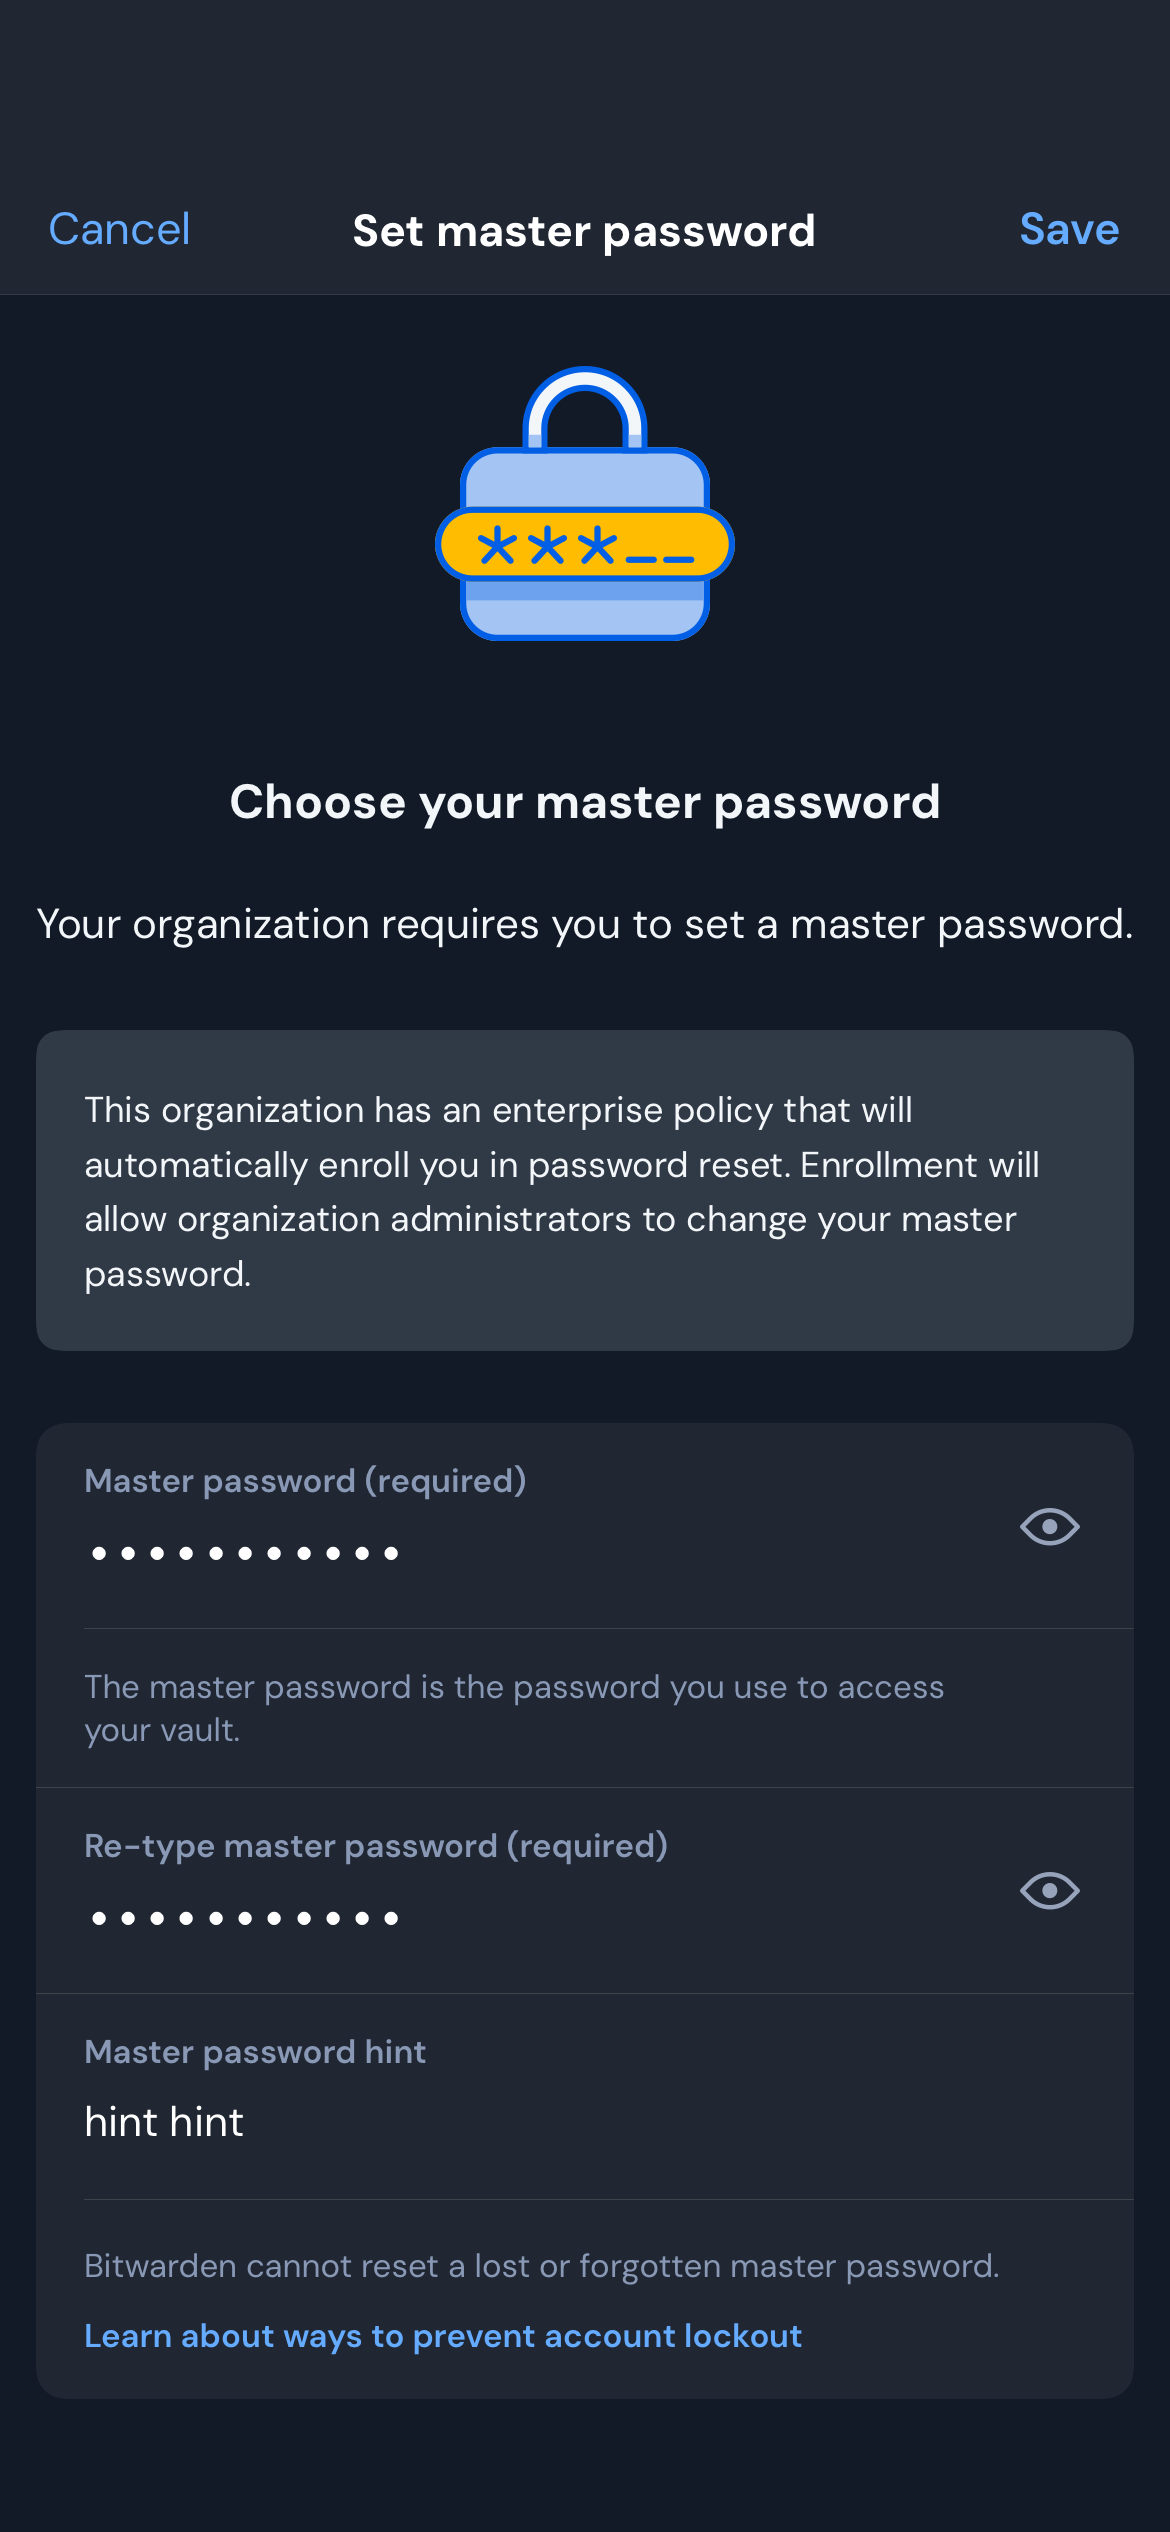 Cancel
Set master password
Save
***__
Choose your master password
Your organization requires you to set a master password.
This organization has an enterprise policy that will
automatically enroll you in password reset. Enrollment will
allow organization administrators to change your master
password.
Master password (required)
•••••••••••
The master password is the password you use to access
your vault.
Re-type master password (required)
•••••••••••
Master password hint
hint hint
Bitwarden cannot reset a lost or forgotten master password.
Learn about ways to prevent account lockout